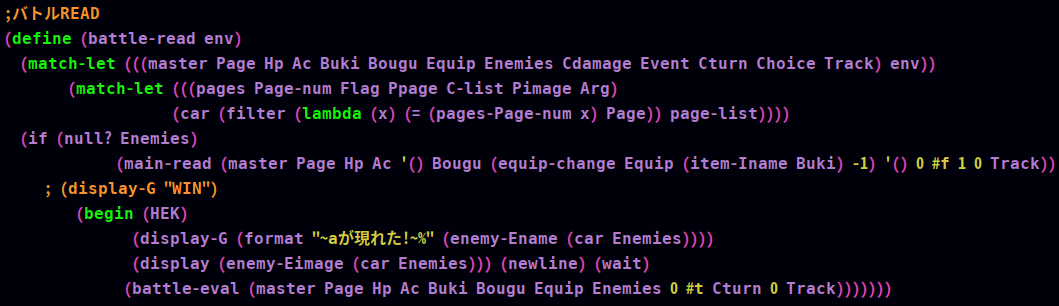 ;バトルREAD
(define (battle-read env)
  (match-let (((master Page Hp Ac Buki Bougu Equip Enemies Cdamage Event Cturn Choice Track) env))
       (match-let (((pages Page-num Flag Ppage C-list Pimage Arg)
                    (car (filter (lambda (x) (= (pages-Page-num x) Page)) page-list))))
  (if (null? Enemies)
             (main-read (master Page Hp Ac '() Bougu (equip-change Equip (item-Iname Buki) -1) '() 0 #f 1 0 Track))
    ; (display-G "WIN")
        (begin (HEK)
               (display-G (format "~aが現れた!~%" (enemy-Ename (car Enemies))))
               (display (enemy-Eimage (car Enemies))) (newline) (wait)
              (battle-eval (master Page Hp Ac Buki Bougu Equip Enemies 0 #t Cturn 0 Track)))))))